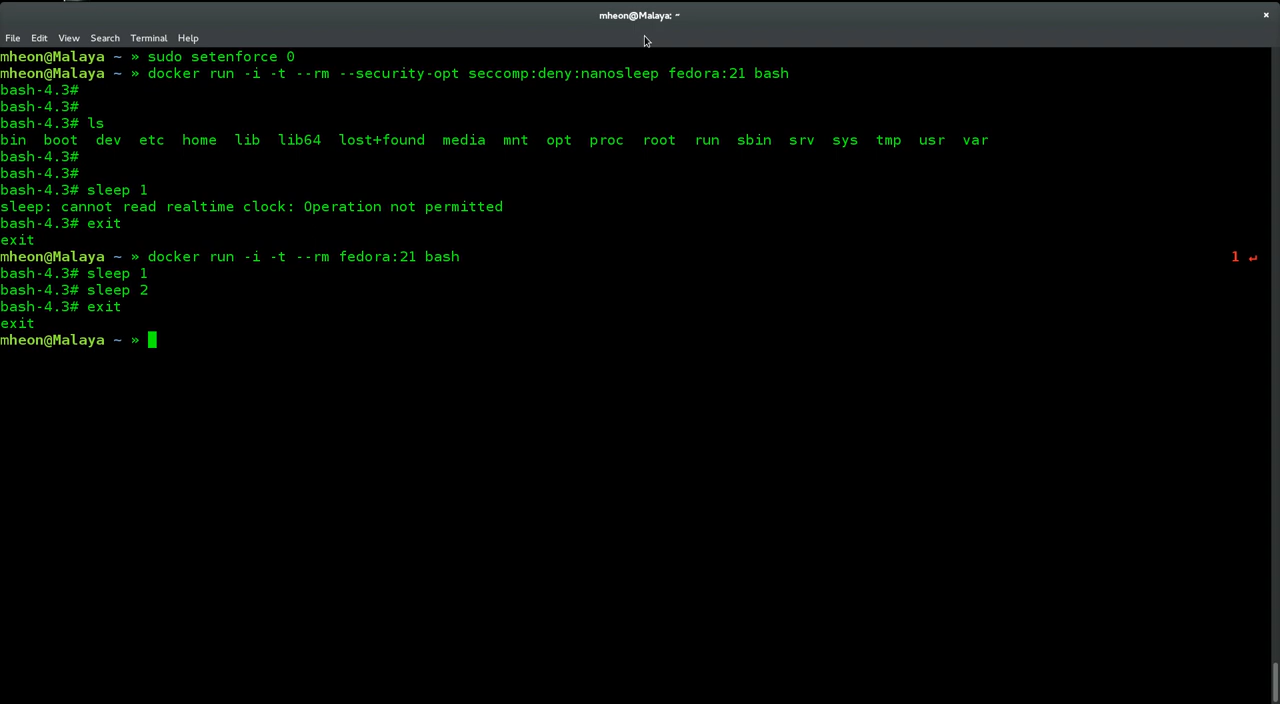 mheon@Malaya: ~ ×
File Edit View Search Terminal Help
mheon@Malaya ~ » sudo setenforce 0
mheon@Malaya ~ » docker run -i -t --rm --security-opt seccomp:deny:nanosleep fedora:21 bash
bash-4.3#
bash-4.3#
bash-4.3# ls
bin boot dev etc home lib lib64 lost+found media mnt opt proc root run sbin srv sys tmp usr var
bash-4.3#
bash-4.3#
bash-4.3# sleep 1
sleep: cannot read realtime clock: Operation not permitted
bash-4.3# exit
exit
mheon@Malaya ~ » docker run -i -t --rm fedora:21 bash 1 ↵
bash-4.3# sleep 1
bash-4.3# sleep 2
bash-4.3# exit
exit
mheon@Malaya ~ »